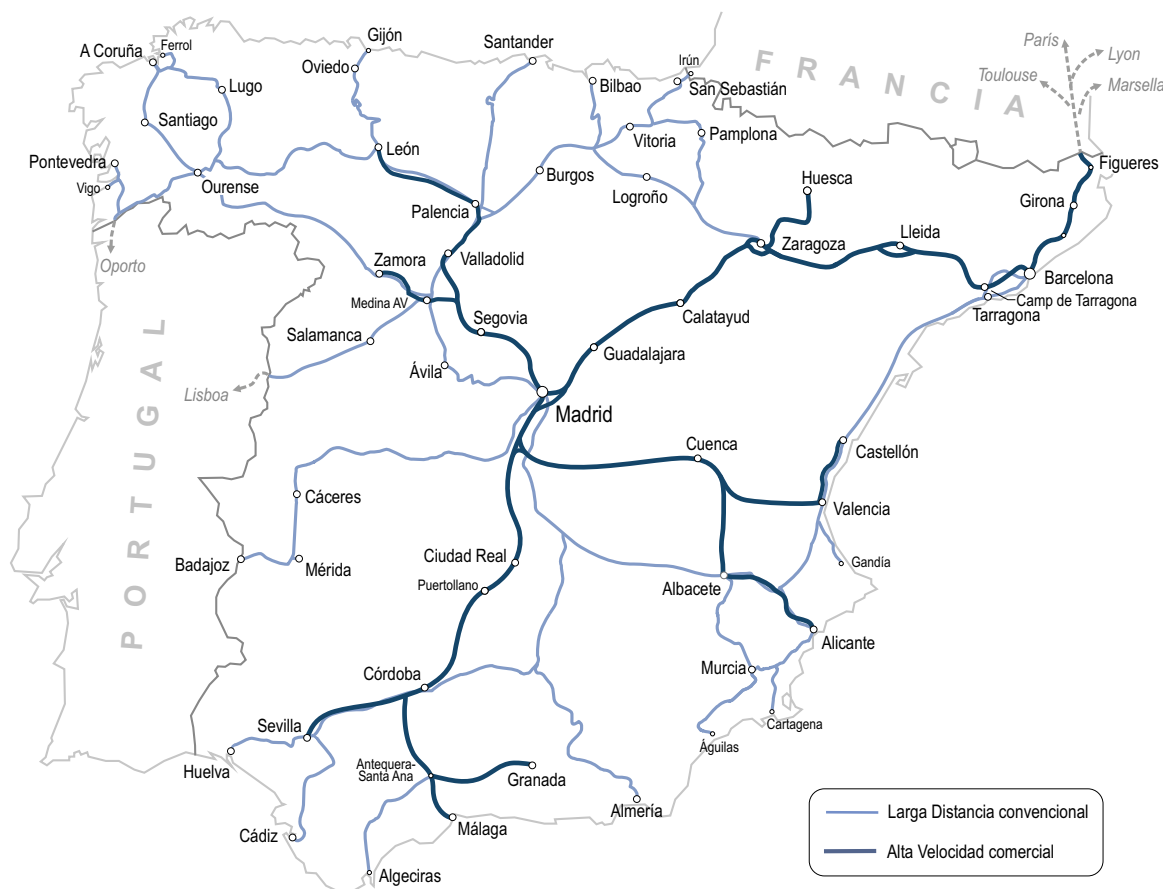 Gijón
Santander
A Coruña
Ferrol
Oviedo
Lugo
Bilbao
Irún
San Sebastián
FRANCIA
París
Lyon
Toulouse
Marsella
Santiago
León
Vitoria
Pamplona
Pontevedra
Vigo
Ourense
Burgos
Logroño
Huesca
Figueres
Palencia
Girona
Oporto
Zamora
Valladolid
Zaragoza
Lleida
Barcelona
Medina AV
Segovia
Calatayud
Camp de Tarragona
Tarragona
Salamanca
Ávila
Guadalajara
Lisboa
Madrid
PORTUGAL
Cuenca
Castellón
Cáceres
Valencia
Badajoz
Mérida
Ciudad Real
Puertollano
Gandía
Albacete
Alicante
Murcia
Córdoba
Sevilla
Cartagena
Águilas
Huelva
Antequera-
Santa Ana
Granada
Almería
Cádiz
Málaga
Algeciras
Larga Distancia convencional
Alta Velocidad comercial